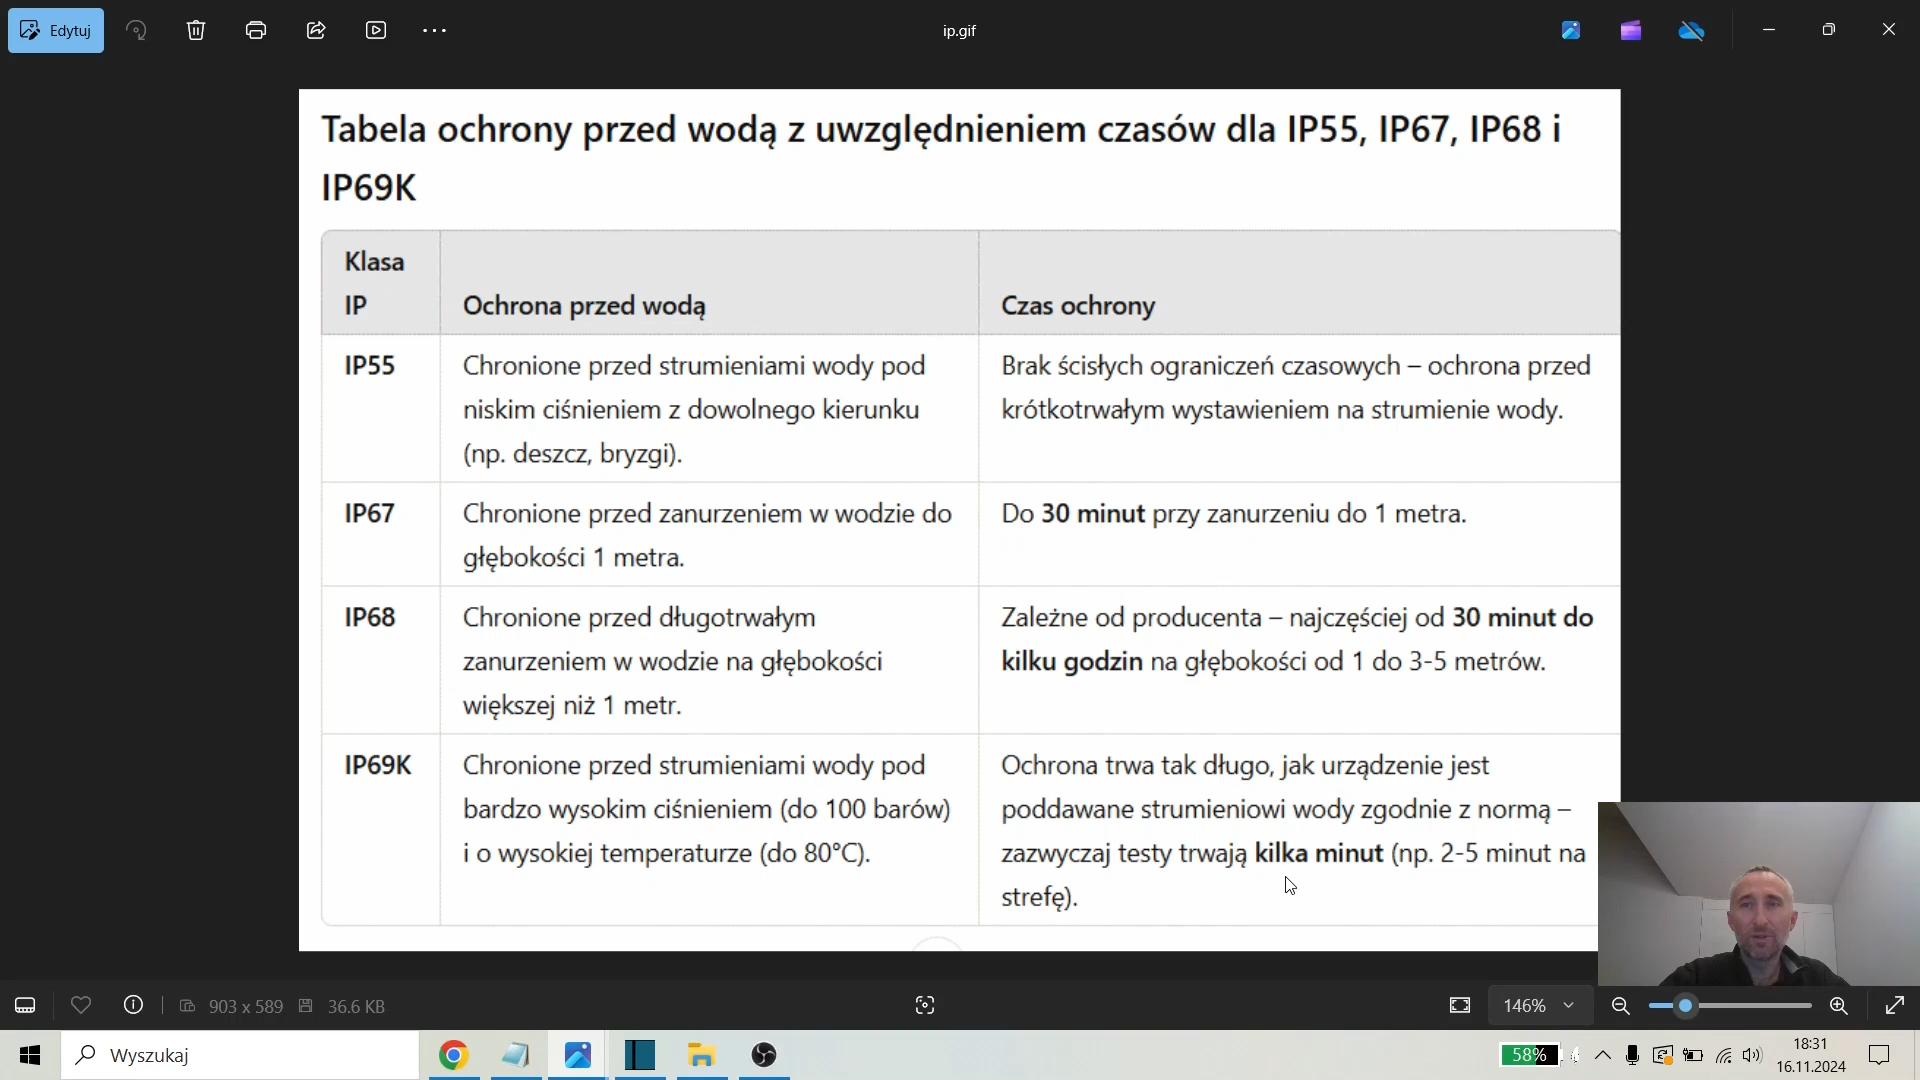 Edytuj
ip.gif
Tabela ochrony przed wodą z uwzględnieniem czasów dla IP55, IP67, IP68 i
IP69K
Klasa
IP
Ochrona przed wodą
Czas ochrony
IP55
Chronione przed strumieniami wody pod
niskim ciśnieniem z dowolnego kierunku
(np. deszcz, bryzgi).
Brak ścisłych ograniczeń czasowych – ochrona przed
krótkotrwałym wystawieniem na strumienie wody.
IP67
Chronione przed zanurzeniem w wodzie do
głębokości 1 metra.
Do 30 minut przy zanurzeniu do 1 metra.
IP68
Chronione przed długotrwałym
zanurzeniem w wodzie na głębokości
większej niż 1 metr.
Zależne od producenta – najczęściej od 30 minut do
kilku godzin na głębokości od 1 do 3-5 metrów.
IP69K
Chronione przed strumieniami wody pod
bardzo wysokim ciśnieniem (do 100 barów)
i o wysokiej temperaturze (do 80°C).
Ochrona trwa tak długo, jak urządzenie jest
poddawane strumieniowi wody zgodnie z normą –
zazwyczaj testy trwają kilka minut (np. 2-5 minut na
strefę).
903 x 589
36.6 KB
146%
Wyszukaj
58%
18:31
16.11.2024